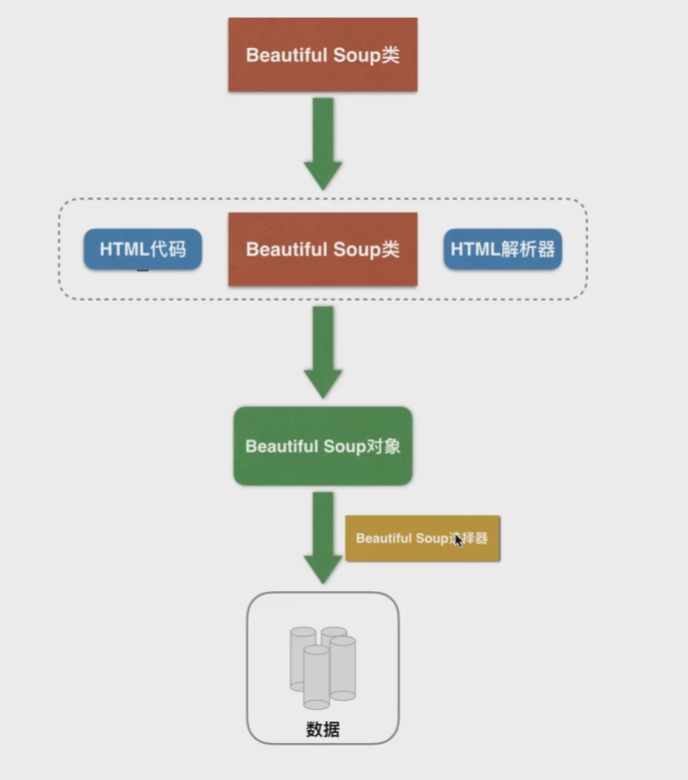 Beautiful Soup类
HTML代码
Beautiful Soup类
HTML解析器
Beautiful Soup对象
Beautiful Soup选择器
数据